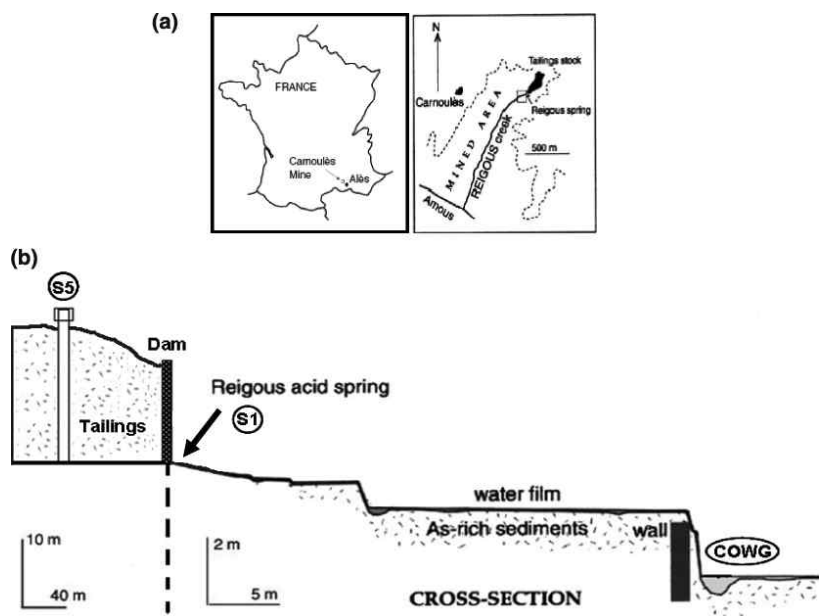 (a)
FRANCE
Carnoulès
Mine
Alès
N
Tailings stock
Carnoulès
Reigous spring
MINED AREA
REIGOUS creek
500 m
Amous
(b)
S5
Dam
Reigous acid spring
S1
Tailings
water film
As-rich sediments
wall
COWG
10 m
40 m
2 m
5 m
CROSS-SECTION